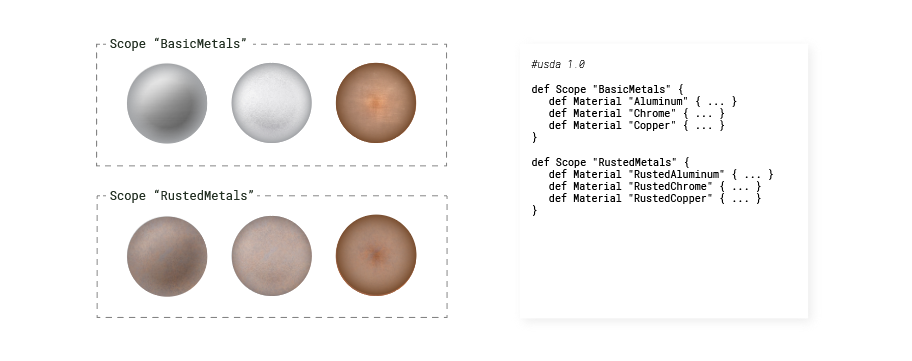 Scope “BasicMetals”
Scope “RustedMetals”
#usda 1.0
def Scope "BasicMetals" {
def Material "Aluminum" { ... }
def Material "Chrome" { ... }
def Material "Copper" { ... }
}
def Scope "RustedMetals" {
def Material "RustedAluminum" { ... }
def Material "RustedChrome" { ... }
def Material "RustedCopper" { ... }
}